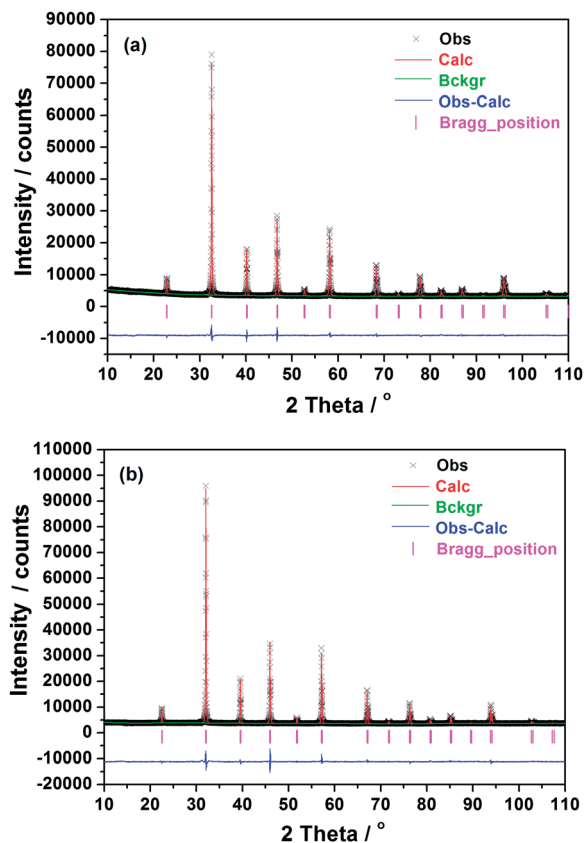 (a)
Obs
Calc
Bckgr
Obs-Calc
Bragg_position
Intensity / counts
90000
80000
70000
60000
50000
40000
30000
20000
10000
0
-10000
10 20 30 40 50 60 70 80 90 100 110
2 Theta / °
(b)
Obs
Calc
Bckgr
Obs-Calc
Bragg_position
Intensity / counts
110000
100000
90000
80000
70000
60000
50000
40000
30000
20000
10000
0
-10000
-20000
10 20 30 40 50 60 70 80 90 100 110
2 Theta / °